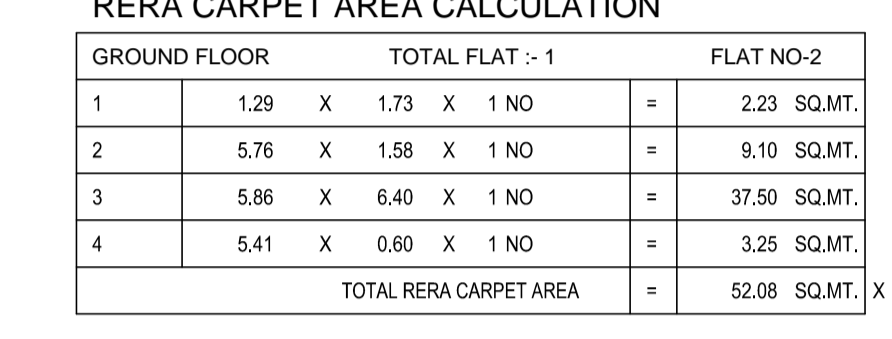 RERA CARPET AREA CALCULATION
GROUND FLOOR TOTAL FLAT :- 1 FLAT NO-2
1 1.29 X 1.73 X 1 NO = 2.23 SQ.MT.
2 5.76 X 1.58 X 1 NO = 9.10 SQ.MT.
3 5.86 X 6.40 X 1 NO = 37.50 SQ.MT.
4 5.41 X 0.60 X 1 NO = 3.25 SQ.MT.
TOTAL RERA CARPET AREA = 52.08 SQ.MT. X